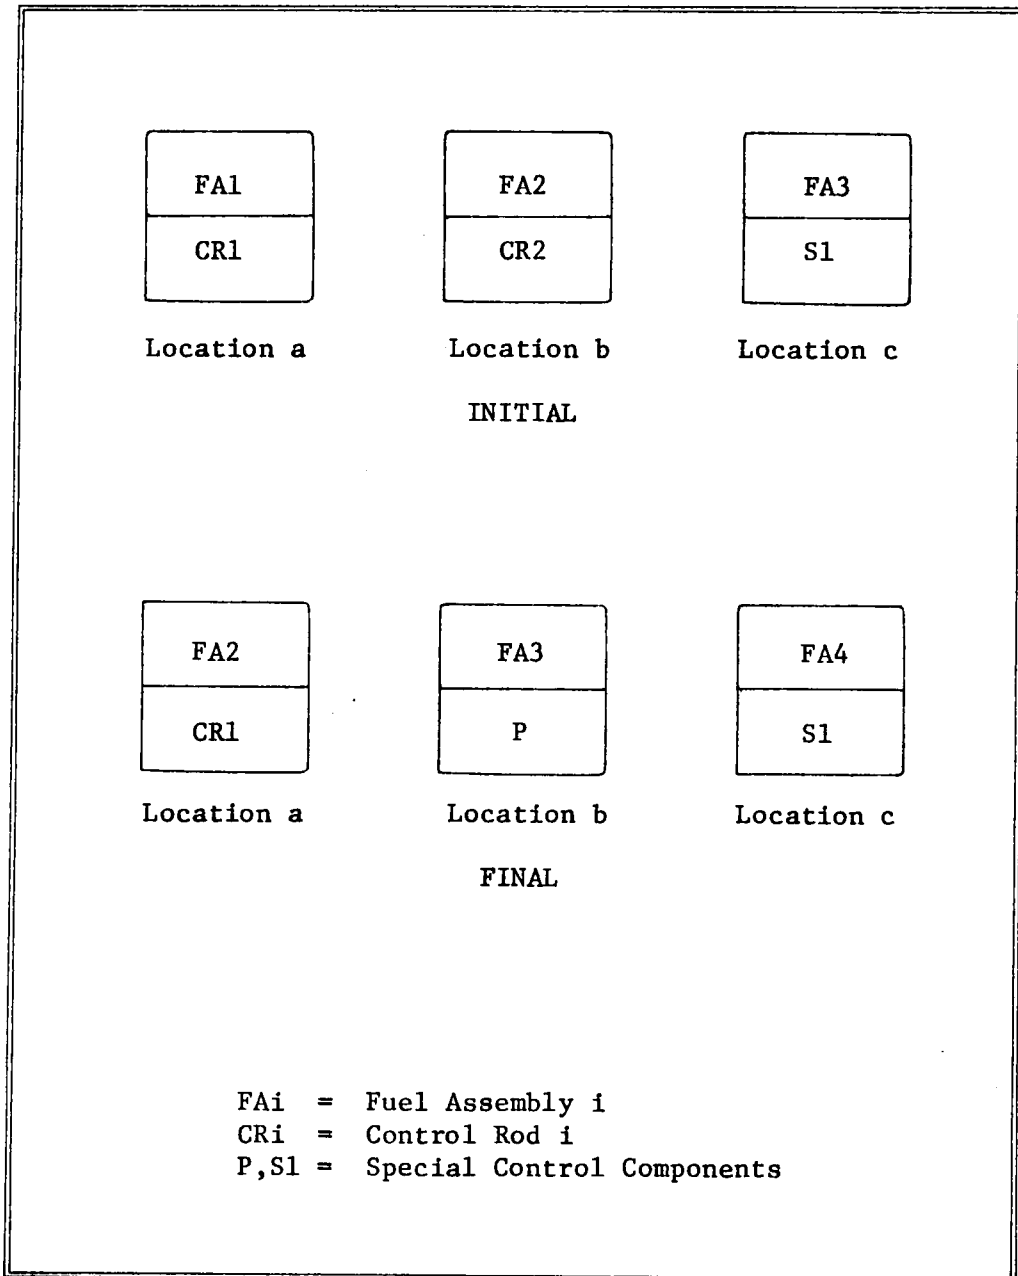 FA1 FA2 FA3
CR1 CR2 S1
Location a Location b Location c
INITIAL
FA2 FA3 FA4
CR1 P S1
Location a Location b Location c
FINAL
FAi = Fuel Assembly i
CRi = Control Rod i
P,S1 = Special Control Components